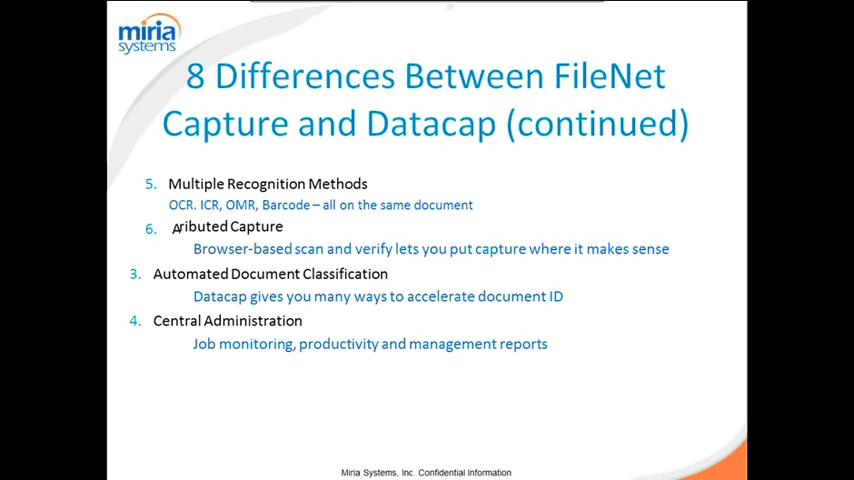 miria
systems
8 Differences Between FileNet
Capture and Datacap (continued)
5. Multiple Recognition Methods
OCR. ICR, OMR, Barcode – all on the same document
6. Capture
Browser-based scan and verify lets you put capture where it makes sense
3. Automated Document Classification
Datacap gives you many ways to accelerate document ID
4. Central Administration
Job monitoring, productivity and management reports
Miria Systems, Inc. Confidential Information